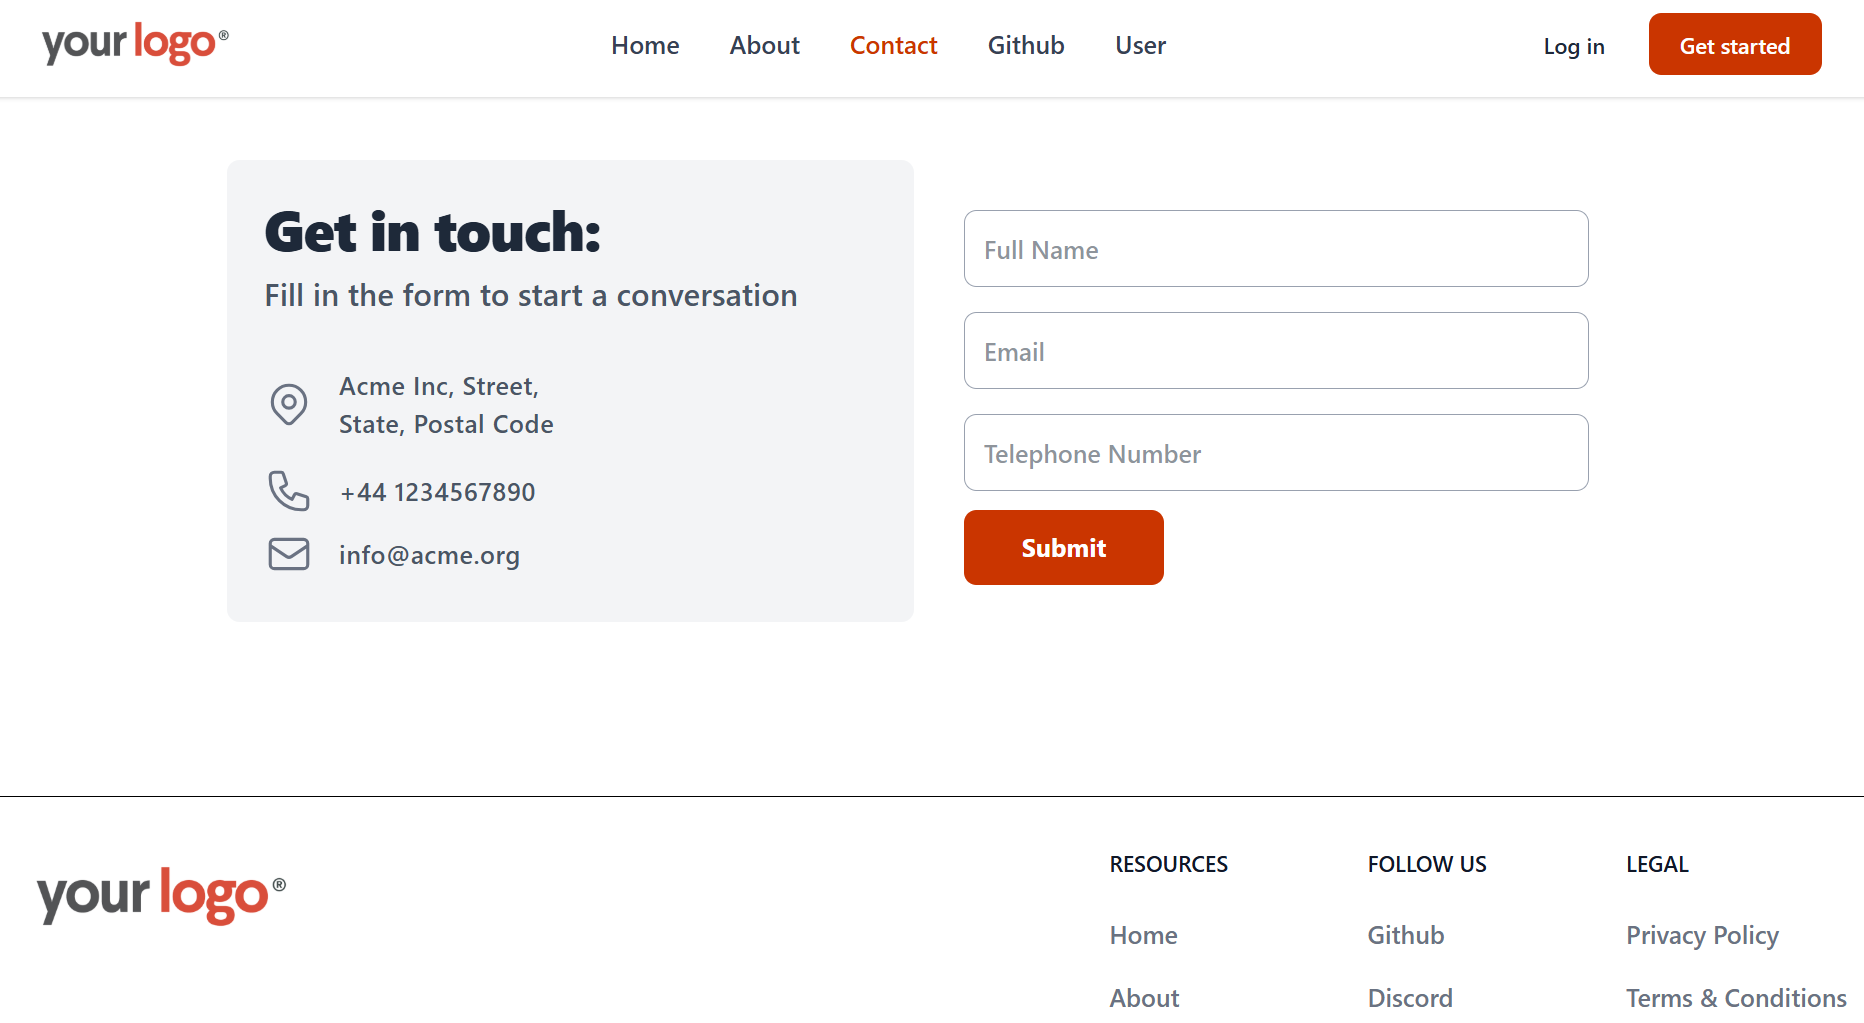 your logo®
Home About Contact Github User
Log in Get started
Get in touch:
Fill in the form to start a conversation
Acme Inc, Street,
State, Postal Code
+44 1234567890
info@acme.org
Full Name
Email
Telephone Number
Submit
your logo®
RESOURCES
Home
About
FOLLOW US
Github
Discord
LEGAL
Privacy Policy
Terms & Conditions